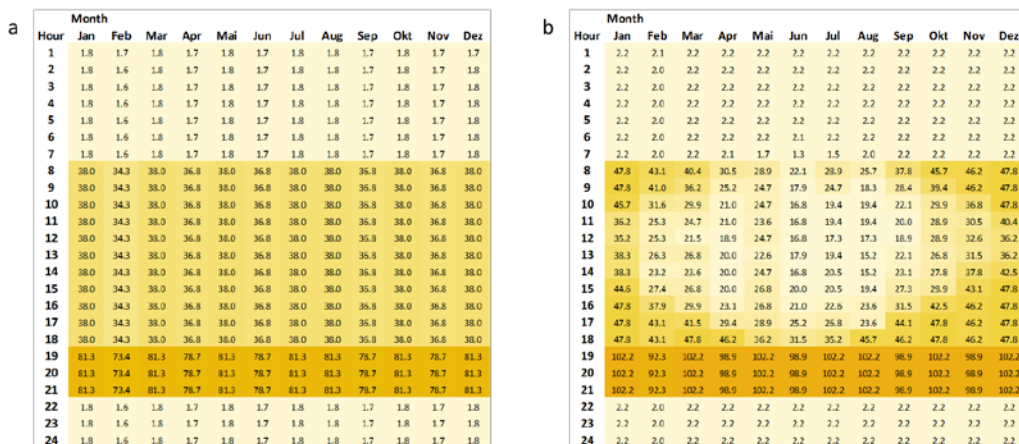 a
Month
Hour Jan Feb Mar Apr Mai Jun Jul Aug Sep Okt Nov Dez
1 1.8 1.7 1.8 1.7 1.8 1.7 1.8 1.8 1.7 1.8 1.7 1.7
2 1.8 1.6 1.8 1.7 1.8 1.7 1.8 1.8 1.7 1.8 1.7 1.8
3 1.8 1.6 1.8 1.7 1.8 1.7 1.8 1.8 1.7 1.8 1.7 1.8
4 1.8 1.6 1.8 1.7 1.8 1.7 1.8 1.8 1.7 1.8 1.7 1.8
5 1.8 1.6 1.8 1.7 1.8 1.7 1.8 1.8 1.7 1.8 1.7 1.8
6 1.8 1.6 1.8 1.7 1.8 1.7 1.8 1.8 1.7 1.8 1.7 1.8
7 1.8 1.6 1.8 1.7 1.8 1.7 1.8 1.8 1.7 1.8 1.7 1.8
8 38.0 34.3 38.0 36.8 38.0 36.8 38.0 38.0 36.8 38.0 36.8 38.0
9 38.0 34.3 38.0 36.8 38.0 36.8 38.0 38.0 36.8 38.0 36.8 38.0
10 38.0 34.3 38.0 36.8 38.0 36.8 38.0 38.0 36.8 38.0 36.8 38.0
11 38.0 34.3 38.0 36.8 38.0 36.8 38.0 38.0 36.8 38.0 36.8 38.0
12 38.0 34.3 38.0 36.8 38.0 36.8 38.0 38.0 36.8 38.0 36.8 38.0
13 38.0 34.3 38.0 36.8 38.0 36.8 38.0 38.0 36.8 38.0 36.8 38.0
14 38.0 34.3 38.0 36.8 38.0 36.8 38.0 38.0 36.8 38.0 36.8 38.0
15 38.0 34.3 38.0 36.8 38.0 36.8 38.0 38.0 36.8 38.0 36.8 38.0
16 38.0 34.3 38.0 36.8 38.0 36.8 38.0 38.0 36.8 38.0 36.8 38.0
17 38.0 34.3 38.0 36.8 38.0 36.8 38.0 38.0 36.8 38.0 36.8 38.0
18 38.0 34.3 38.0 36.8 38.0 36.8 38.0 38.0 36.8 38.0 36.8 38.0
19 81.3 73.4 81.3 78.7 81.3 78.7 81.3 81.3 78.7 81.3 78.7 81.3
20 81.3 73.4 81.3 78.7 81.3 78.7 81.3 81.3 78.7 81.3 78.7 81.3
21 81.3 73.4 81.3 78.7 81.3 78.7 81.3 81.3 78.7 81.3 78.7 81.3
22 1.8 1.6 1.8 1.7 1.8 1.7 1.8 1.8 1.7 1.8 1.7 1.8
23 1.8 1.6 1.8 1.7 1.8 1.7 1.8 1.8 1.7 1.8 1.7 1.8
24 1.8 1.6 1.8 1.7 1.8 1.7 1.8 1.8 1.7 1.8 1.7 1.8
b
Month
Hour Jan Feb Mar Apr Mai Jun Jul Aug Sep Okt Nov Dez
1 2.2 2.1 2.2 2.2 2.2 2.2 2.2 2.2 2.2 2.2 2.2 2.2
2 2.2 2.0 2.2 2.2 2.2 2.2 2.2 2.2 2.2 2.2 2.2 2.2
3 2.2 2.0 2.2 2.2 2.2 2.2 2.2 2.2 2.2 2.2 2.2 2.2
4 2.2 2.0 2.2 2.2 2.2 2.2 2.2 2.2 2.2 2.2 2.2 2.2
5 2.2 2.0 2.2 2.2 2.2 2.2 2.2 2.2 2.2 2.2 2.2 2.2
6 2.2 2.0 2.2 2.2 2.2 2.1 2.2 2.2 2.2 2.2 2.2 2.2
7 2.2 2.0 2.2 2.1 1.7 1.3 1.5 2.0 2.2 2.2 2.2 2.2
8 47.8 43.1 40.4 30.5 28.9 22.1 28.9 25.7 37.8 45.7 46.2 47.8
9 47.8 41.0 36.2 25.2 24.7 17.9 24.7 18.3 28.4 39.4 46.2 47.8
10 45.7 31.6 29.9 21.0 24.7 16.8 19.4 19.4 22.1 29.9 36.8 47.8
11 36.2 25.3 24.7 21.0 23.6 16.8 19.4 19.4 20.0 28.9 30.5 40.4
12 35.2 25.3 21.5 18.9 24.7 16.8 17.3 17.3 18.9 28.9 32.6 36.2
13 38.3 26.3 26.8 20.0 22.6 17.9 19.4 15.2 22.1 26.8 31.5 36.2
14 38.3 23.2 23.6 20.0 24.7 16.8 20.5 15.2 23.1 27.8 37.8 42.5
15 44.6 27.4 26.8 20.0 26.8 20.0 20.5 19.4 27.3 29.9 43.1 47.8
16 47.8 37.9 29.9 23.1 26.8 21.0 22.6 23.6 31.5 42.5 46.2 47.8
17 47.8 43.1 41.5 29.4 28.9 25.2 26.8 23.6 44.1 47.8 46.2 47.8
18 47.8 43.1 47.8 46.2 36.2 31.5 35.2 45.7 46.2 47.8 46.2 47.8
19 102.2 92.3 102.2 98.9 102.2 98.9 102.2 102.2 98.9 102.2 98.9 102.2
20 102.2 92.3 102.2 98.9 102.2 98.9 102.2 102.2 98.9 102.2 98.9 102.2
21 102.2 92.3 102.2 98.9 102.2 98.9 102.2 102.2 98.9 102.2 98.9 102.2
22 2.2 2.0 2.2 2.2 2.2 2.2 2.2 2.2 2.2 2.2 2.2 2.2
23 2.2 2.0 2.2 2.2 2.2 2.2 2.2 2.2 2.2 2.2 2.2 2.2
24 2.2 2.0 2.2 2.2 2.2 2.2 2.2 2.2 2.2 2.2 2.2 2.2